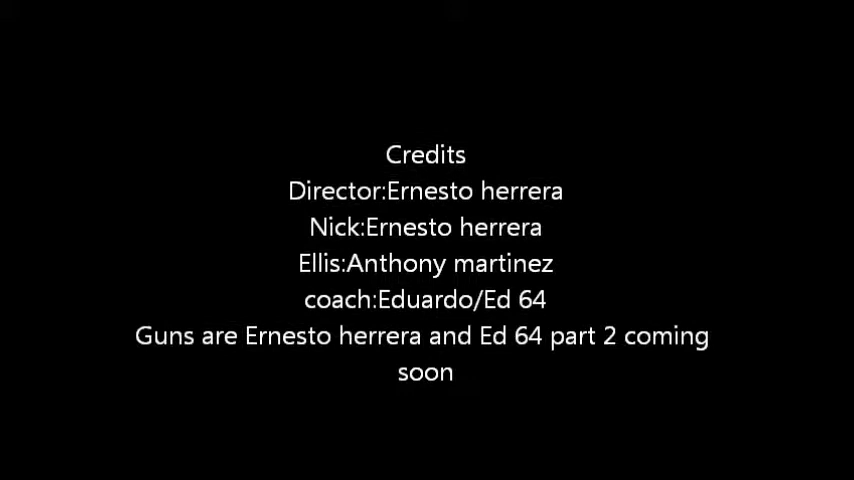 Credits
Director:Ernesto herrera
Nick:Ernesto herrera
Ellis:Anthony martinez
coach:Eduardo/Ed 64
Guns are Ernesto herrera and Ed 64 part 2 coming
soon